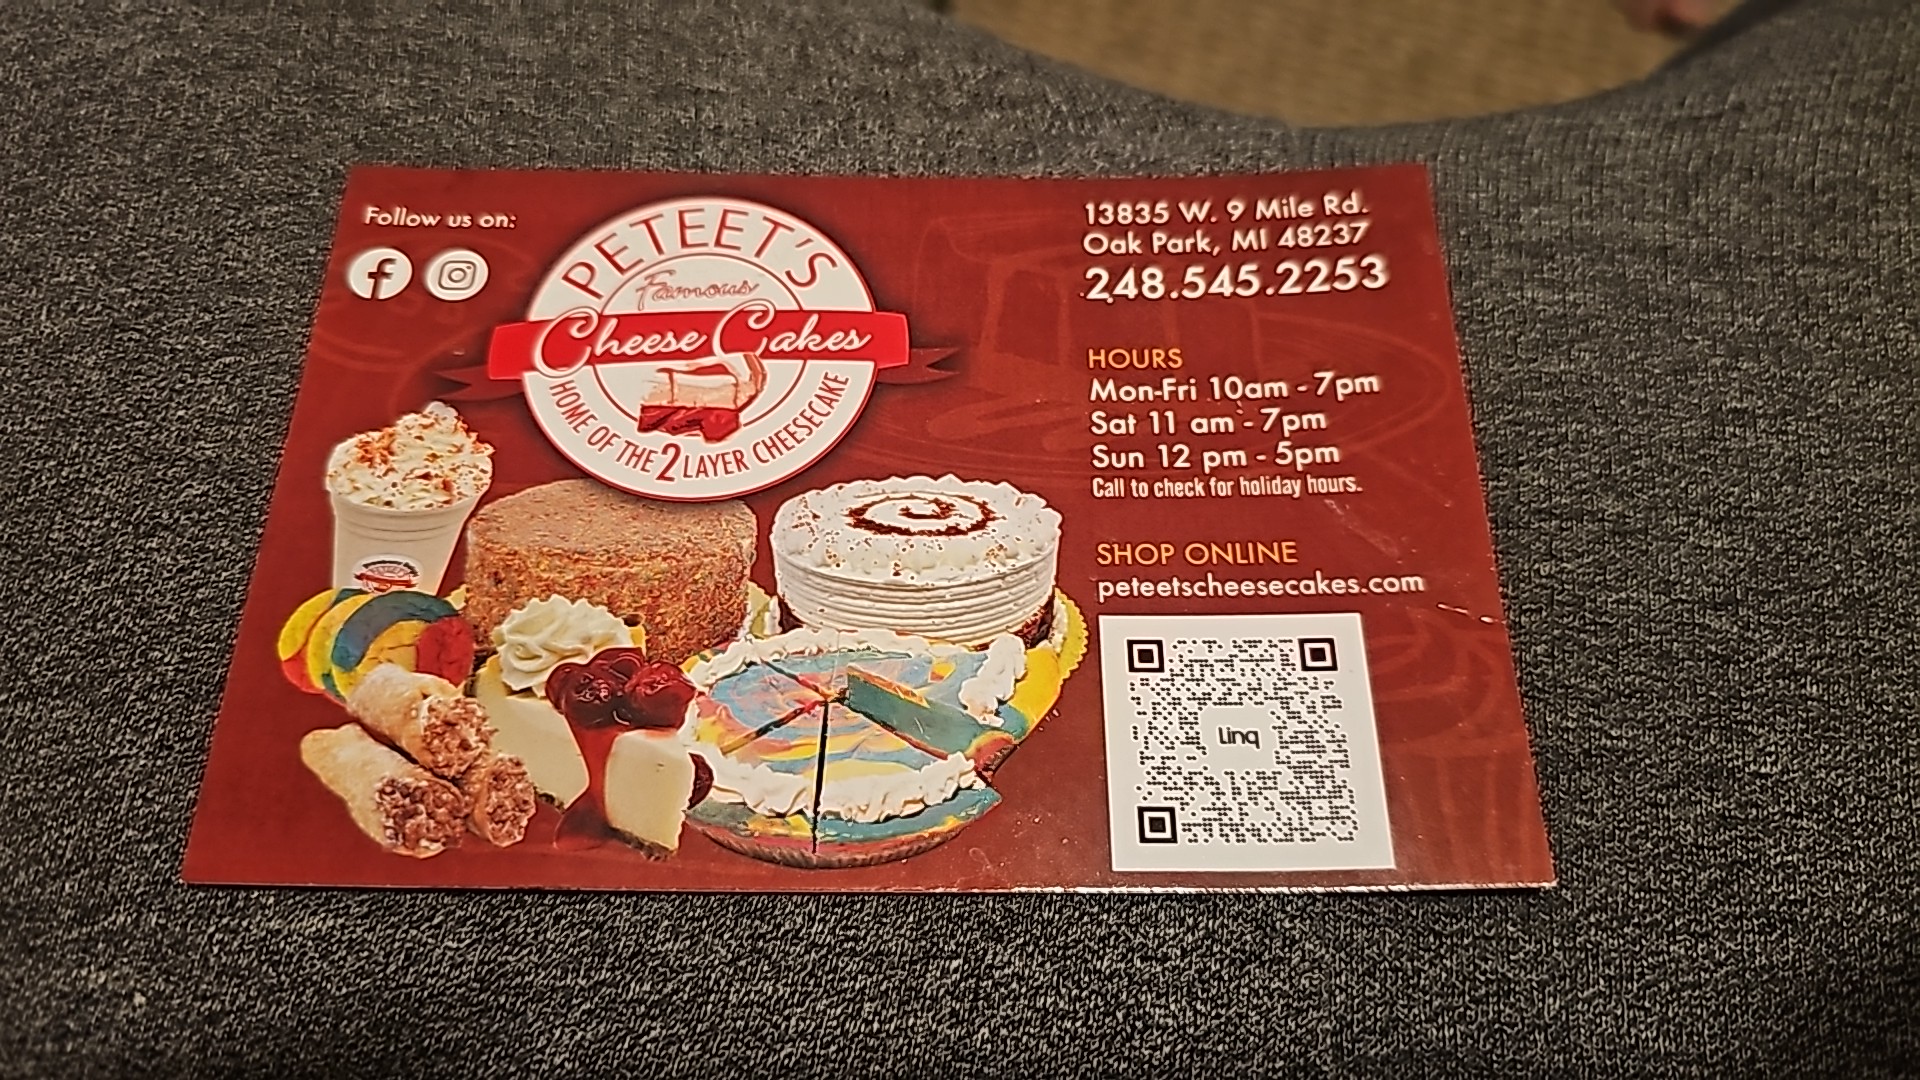 Follow us on:
PETEET'S
Famous
Cheese Cakes
HOME OF THE 2 LAYER CHEESECAKE
13835 W. 9 Mile Rd.
Oak Park, MI 48237
248.545.2253
HOURS
Mon-Fri 10am - 7pm
Sat 11 am - 7pm
Sun 12 pm - 5pm
Call to check for holiday hours.
SHOP ONLINE
peteetscheesecakes.com
Linq